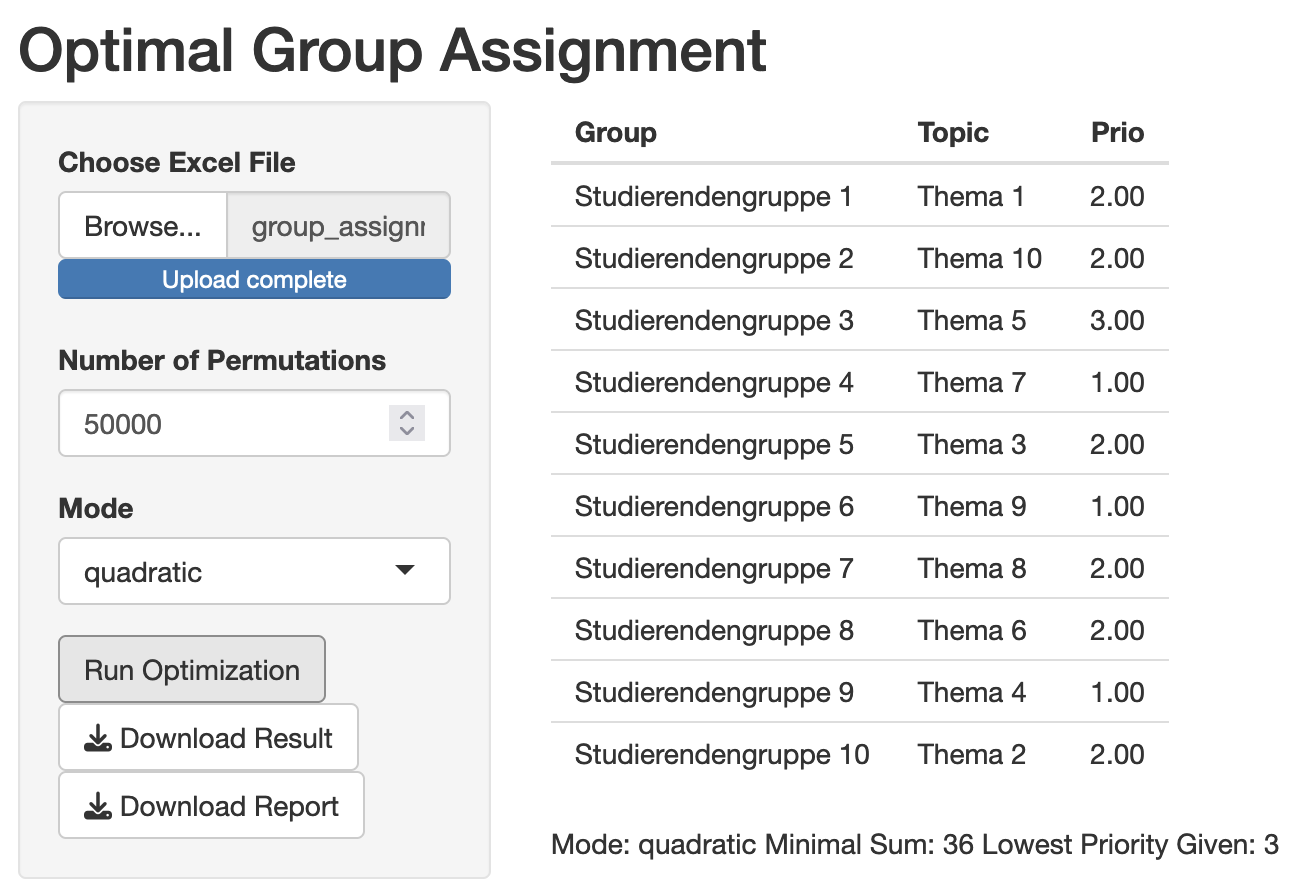 Optimal Group Assignment
Choose Excel File
Browse...
group_assignr
Upload complete
Number of Permutations
50000
Mode
quadratic
Run Optimization
Download Result
Download Report
Group Topic Prio
Studierendengruppe 1 Thema 1 2.00
Studierendengruppe 2 Thema 10 2.00
Studierendengruppe 3 Thema 5 3.00
Studierendengruppe 4 Thema 7 1.00
Studierendengruppe 5 Thema 3 2.00
Studierendengruppe 6 Thema 9 1.00
Studierendengruppe 7 Thema 8 2.00
Studierendengruppe 8 Thema 6 2.00
Studierendengruppe 9 Thema 4 1.00
Studierendengruppe 10 Thema 2 2.00
Mode: quadratic Minimal Sum: 36 Lowest Priority Given: 3